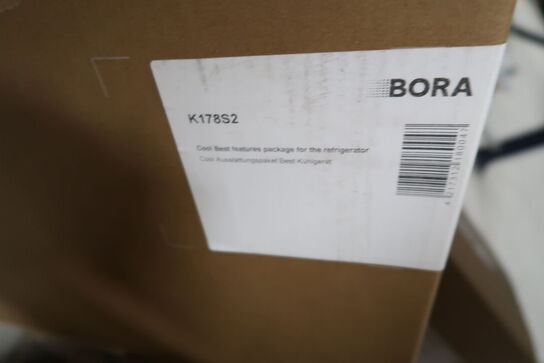 BORA
K178S2
Cool Best features package for the refrigerator
Cool Ausstattungspaket Best Kühlgerät